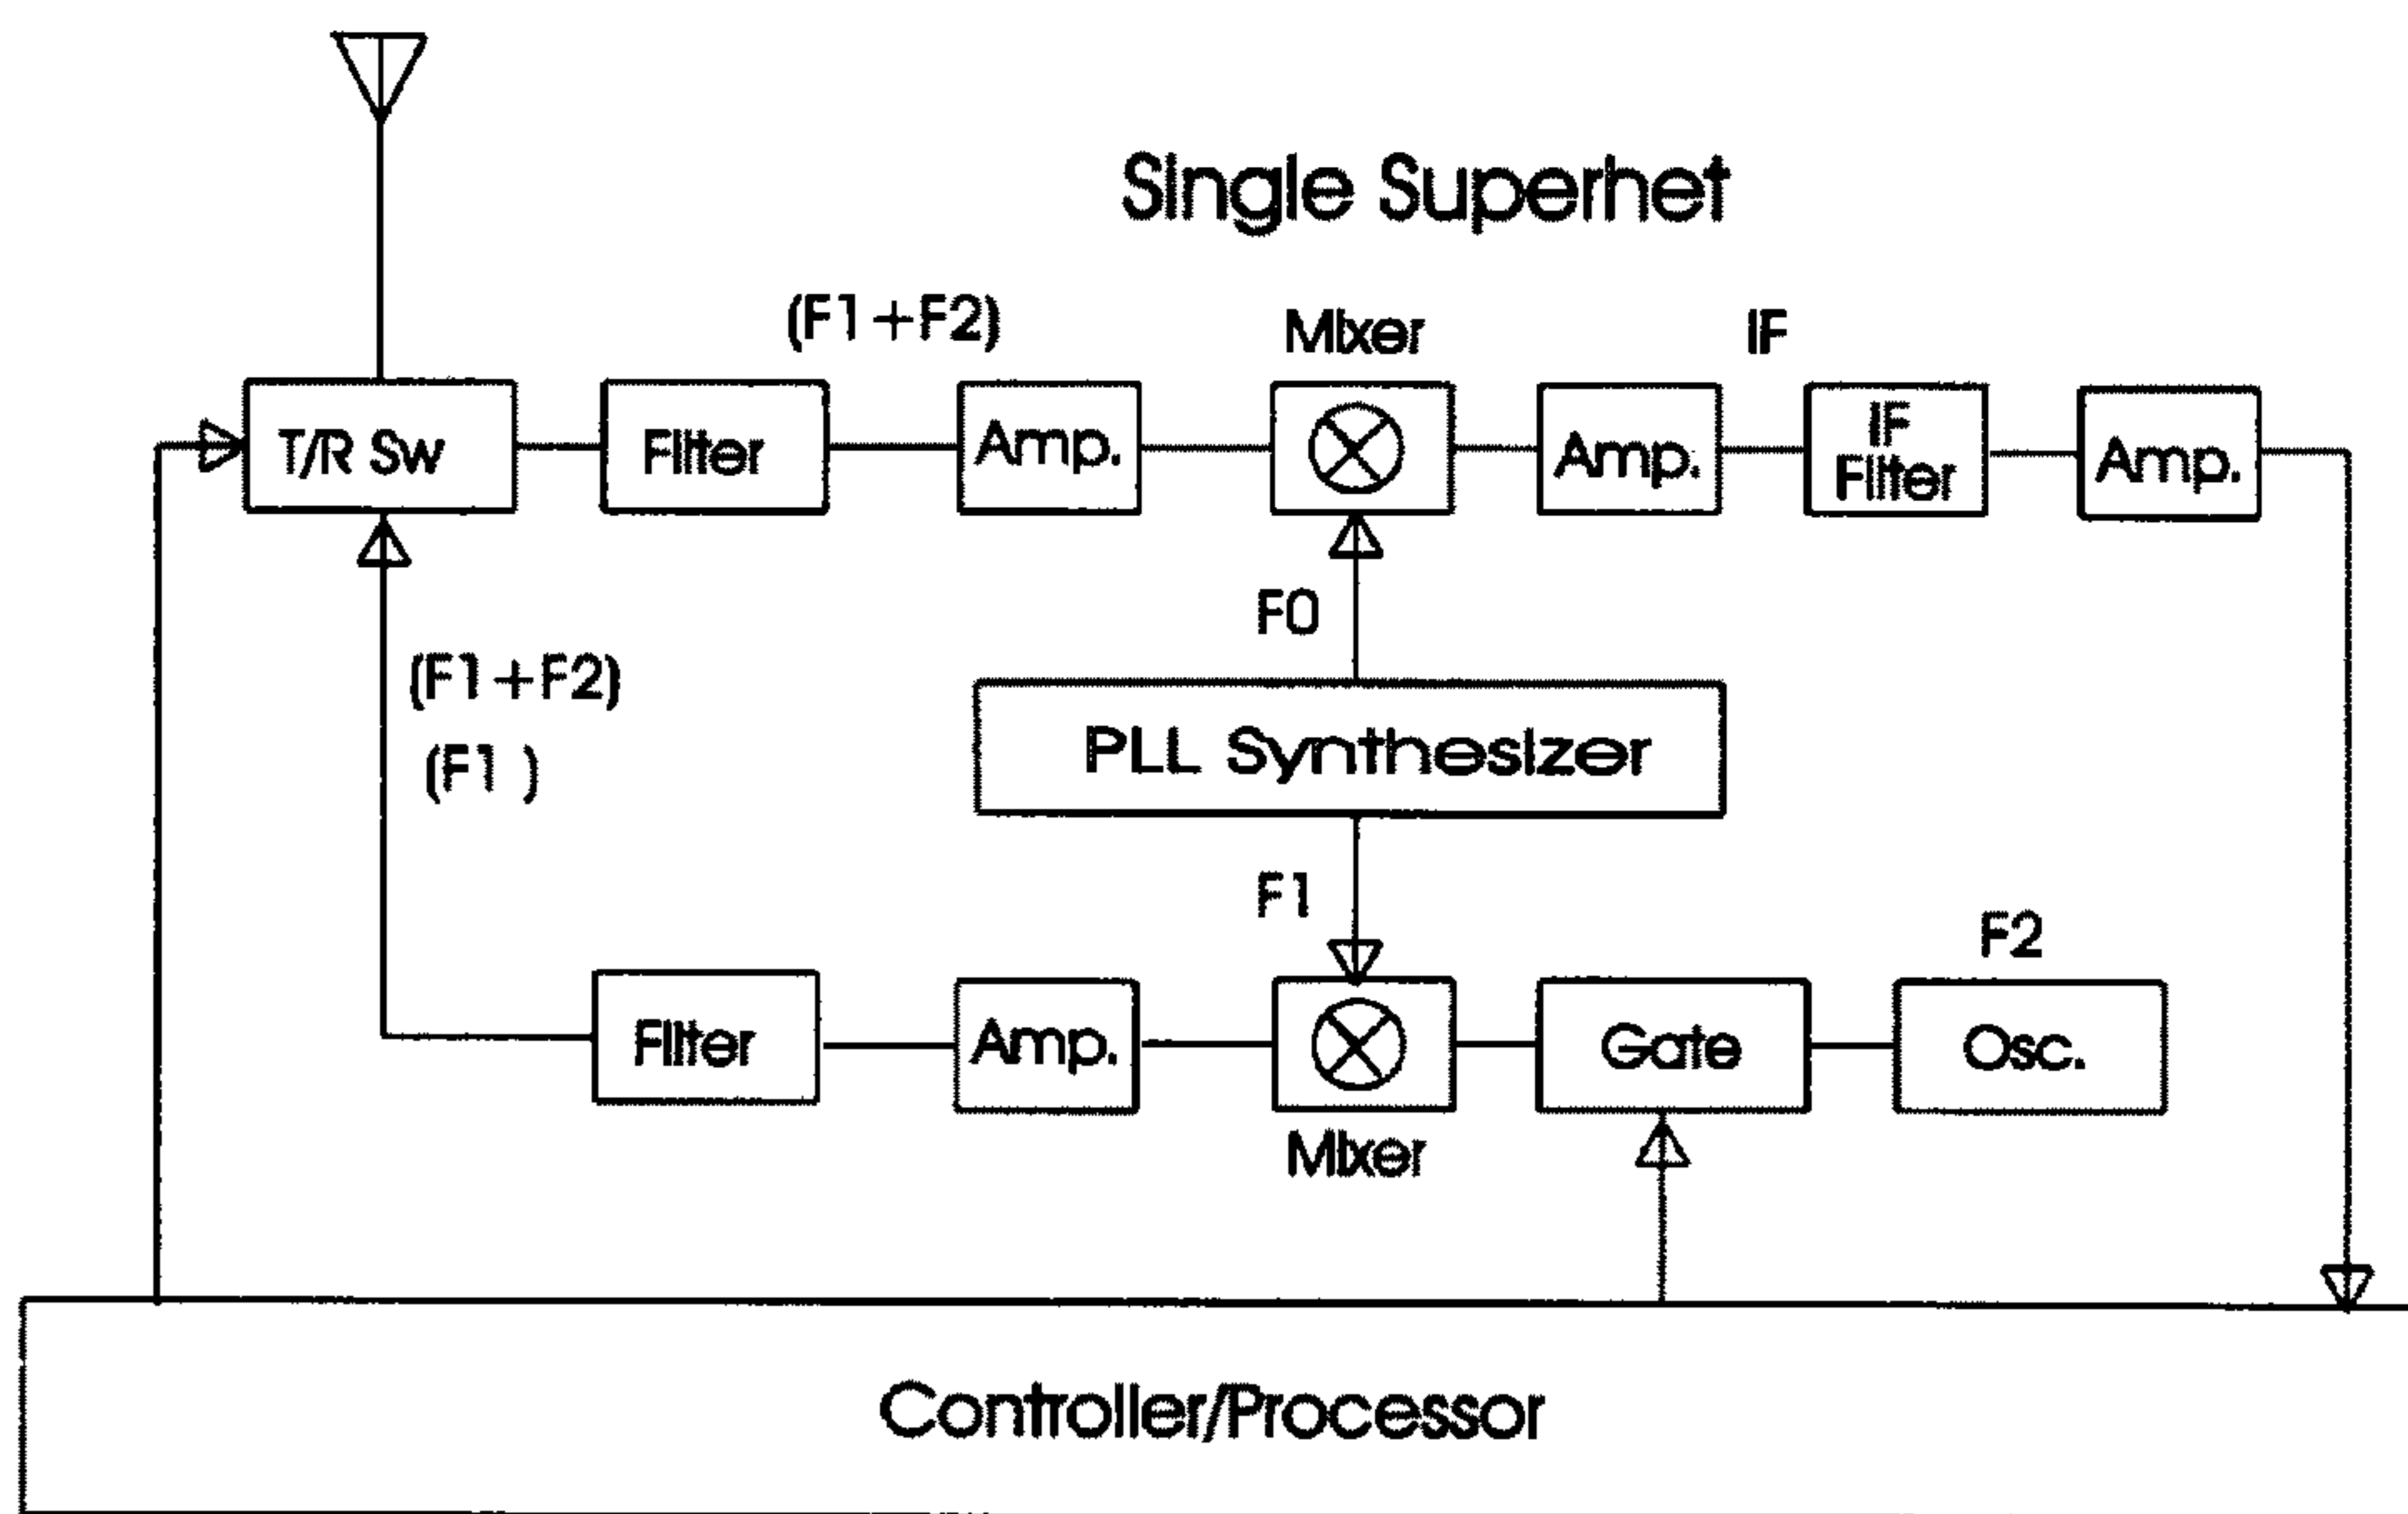 Single Superhet
(F1+F2)
Mixer
IF
T/R Sw
Filter
Amp.
Amp.
IF
Filter
Amp.
F0
(F1+F2)
(F1 )
PLL Synthesizer
F1
F2
Filter
Amp.
Gate
Osc.
Mixer
Controller/Processor